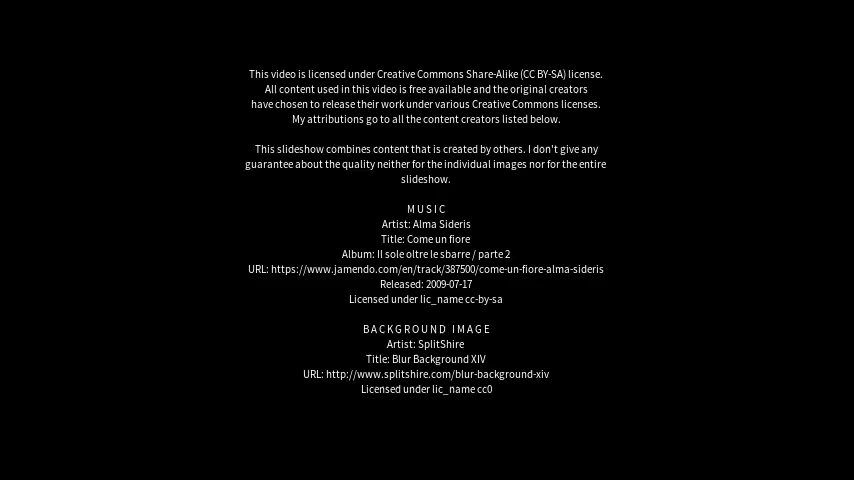 This video is licensed under Creative Commons Share-Alike (CC BY-SA) license.
All content used in this video is free available and the original creators
have chosen to release their work under various Creative Commons licenses.
My attributions go to all the content creators listed below.
This slideshow combines content that is created by others. I don't give any
guarantee about the quality neither for the individual images nor for the entire
slideshow.
MUSIC
Artist: Alma Sideris
Title: Come un fiore
Album: Il sole oltre le sbarre / parte 2
URL: https://www.jamendo.com/en/track/387500/come-un-fiore-alma-sideris
Released: 2009-07-17
Licensed under lic_name cc-by-sa
BACKGROUND IMAGE
Artist: SplitShire
Title: Blur Background XIV
URL: http://www.splitshire.com/blur-background-xiv
Licensed under lic_name cc0